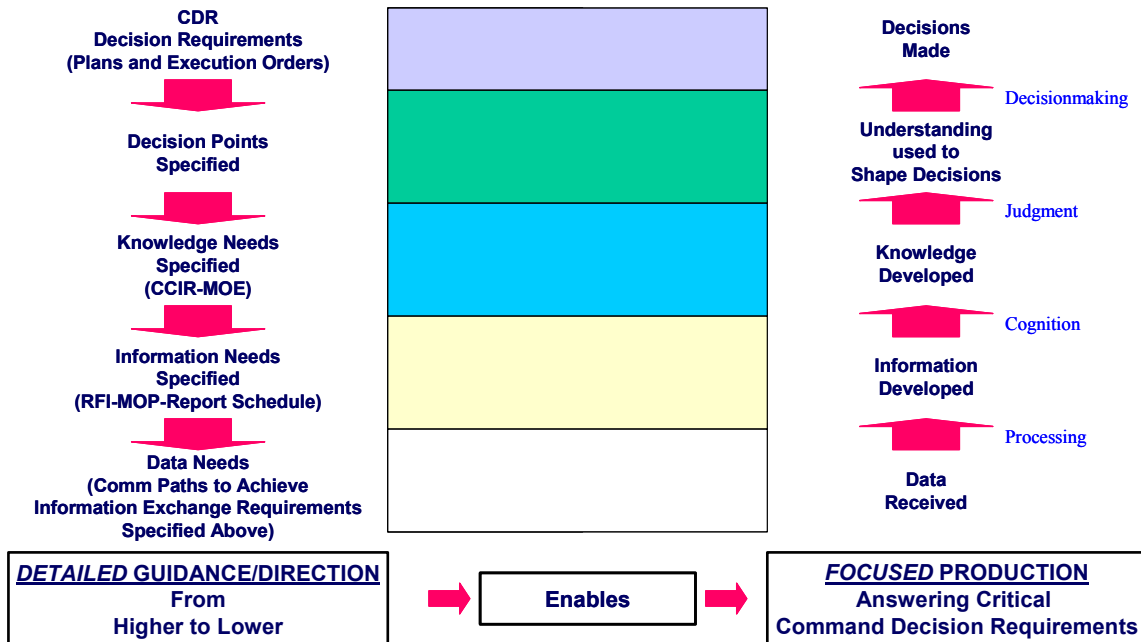 CDR
Decision Requirements
(Plans and Execution Orders)
Decision Points
Specified
Knowledge Needs
Specified
(CCIR-MOE)
Information Needs
Specified
(RFI-MOP-Report Schedule)
Data Needs
(Comm Paths to Achieve
Information Exchange Requirements
Specified Above)
Decisions
Made
Decisionmaking
Understanding
used to
Shape Decisions
Judgment
Knowledge
Developed
Cognition
Information
Developed
Processing
Data
Received
DETAILED GUIDANCE/DIRECTION
From
Higher to Lower
Enables
FOCUSED PRODUCTION
Answering Critical
Command Decision Requirements